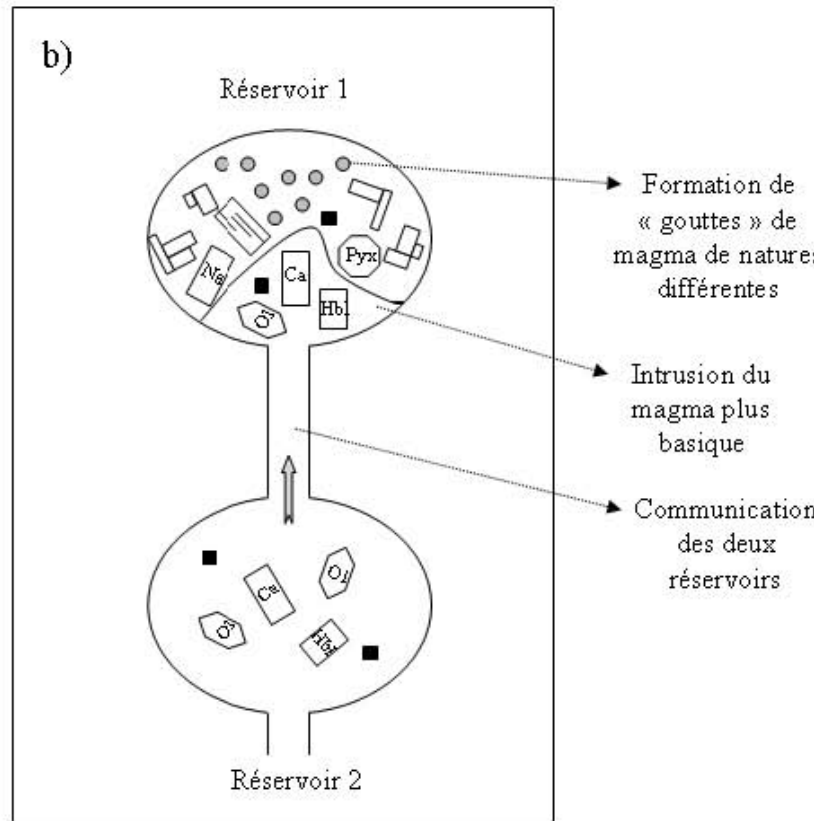 b)
Réservoir 1
Na
Ca
Pyx
Ol
Hbl
Formation de
« gouttes » de
magma de natures
différentes
Intrusion du
magma plus
basique
Communication
des deux
réservoirs
Ca
Ol
Ol
Hbl
Réservoir 2